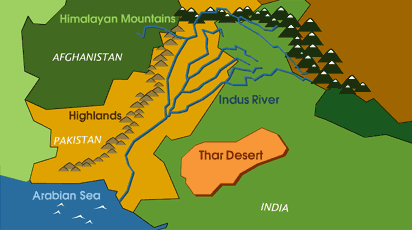 Himalayan Mountains
AFGHANISTAN
Indus River
Highlands
PAKISTAN
Thar Desert
Arabian Sea
INDIA